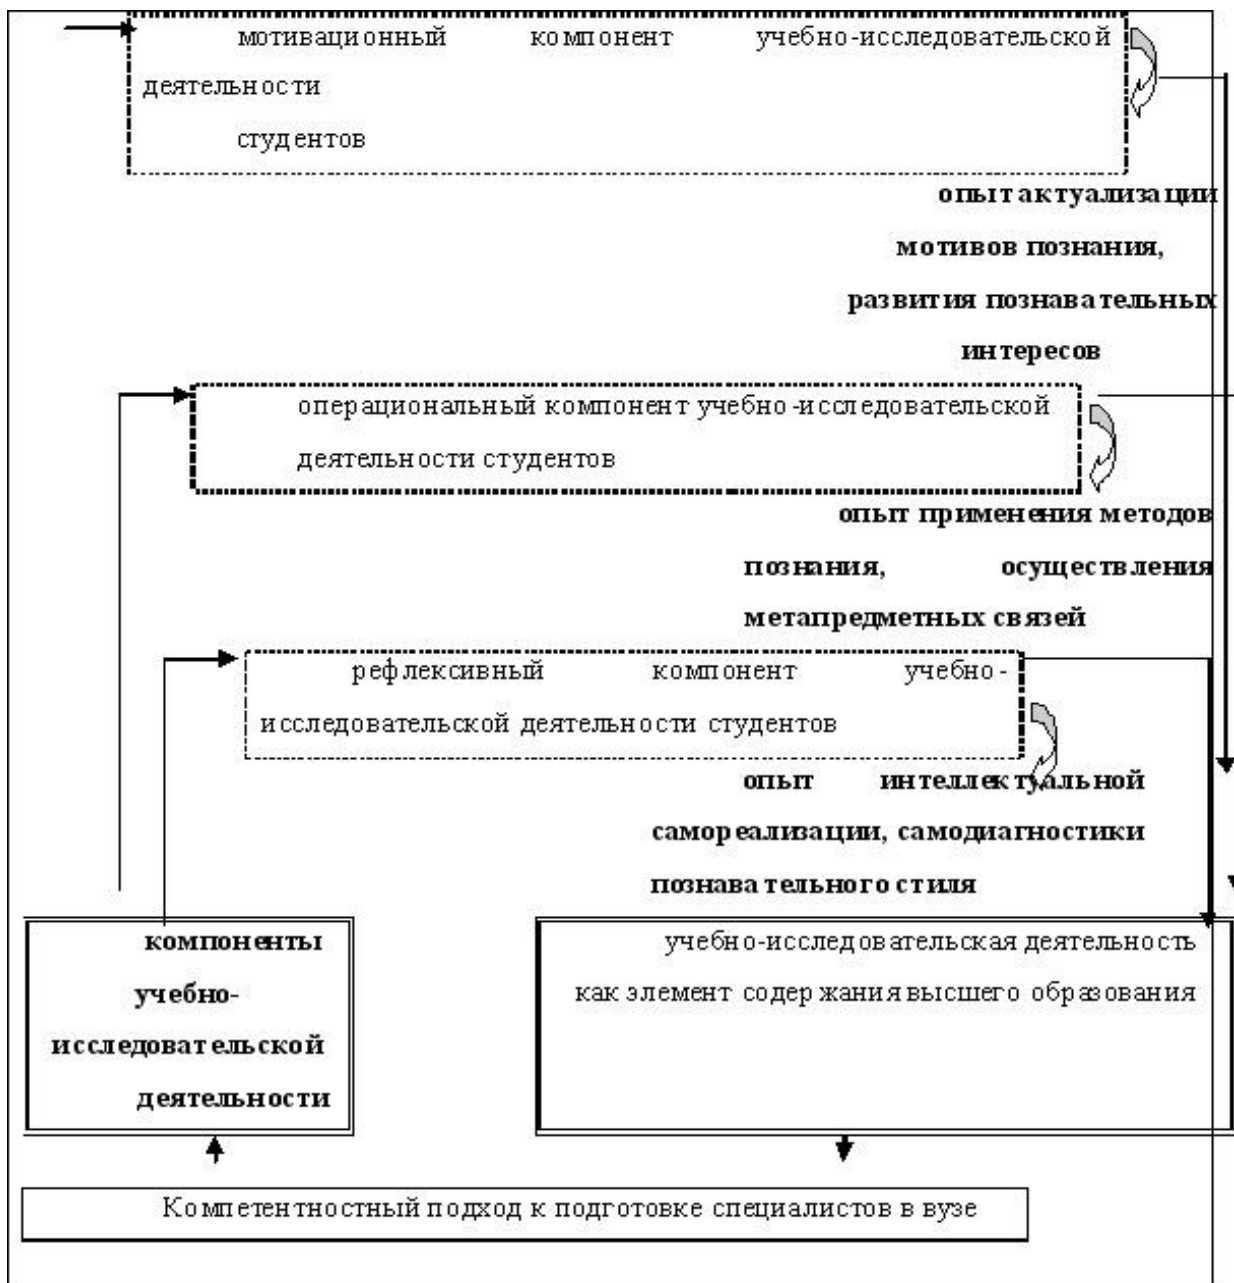 мотивационный компонент учебно-исследовательской
деятельности
студентов
опыт актуализации
мотивов познания,
развития познавательных
интересов
операциональный компонент учебно-исследовательской
деятельности студентов
опыт применения методов
познания, осуществления
метапредметных связей
рефлексивный компонент учебно-
исследовательской деятельности студентов
опыт интеллектуальной
самореализации, самодиагностики
познавательного стиля
компоненты
учебно-
исследовательской
деятельности
учебно-исследовательская деятельность
как элемент содержания высшего образования
Компетентностный подход к подготовке специалистов в вузе